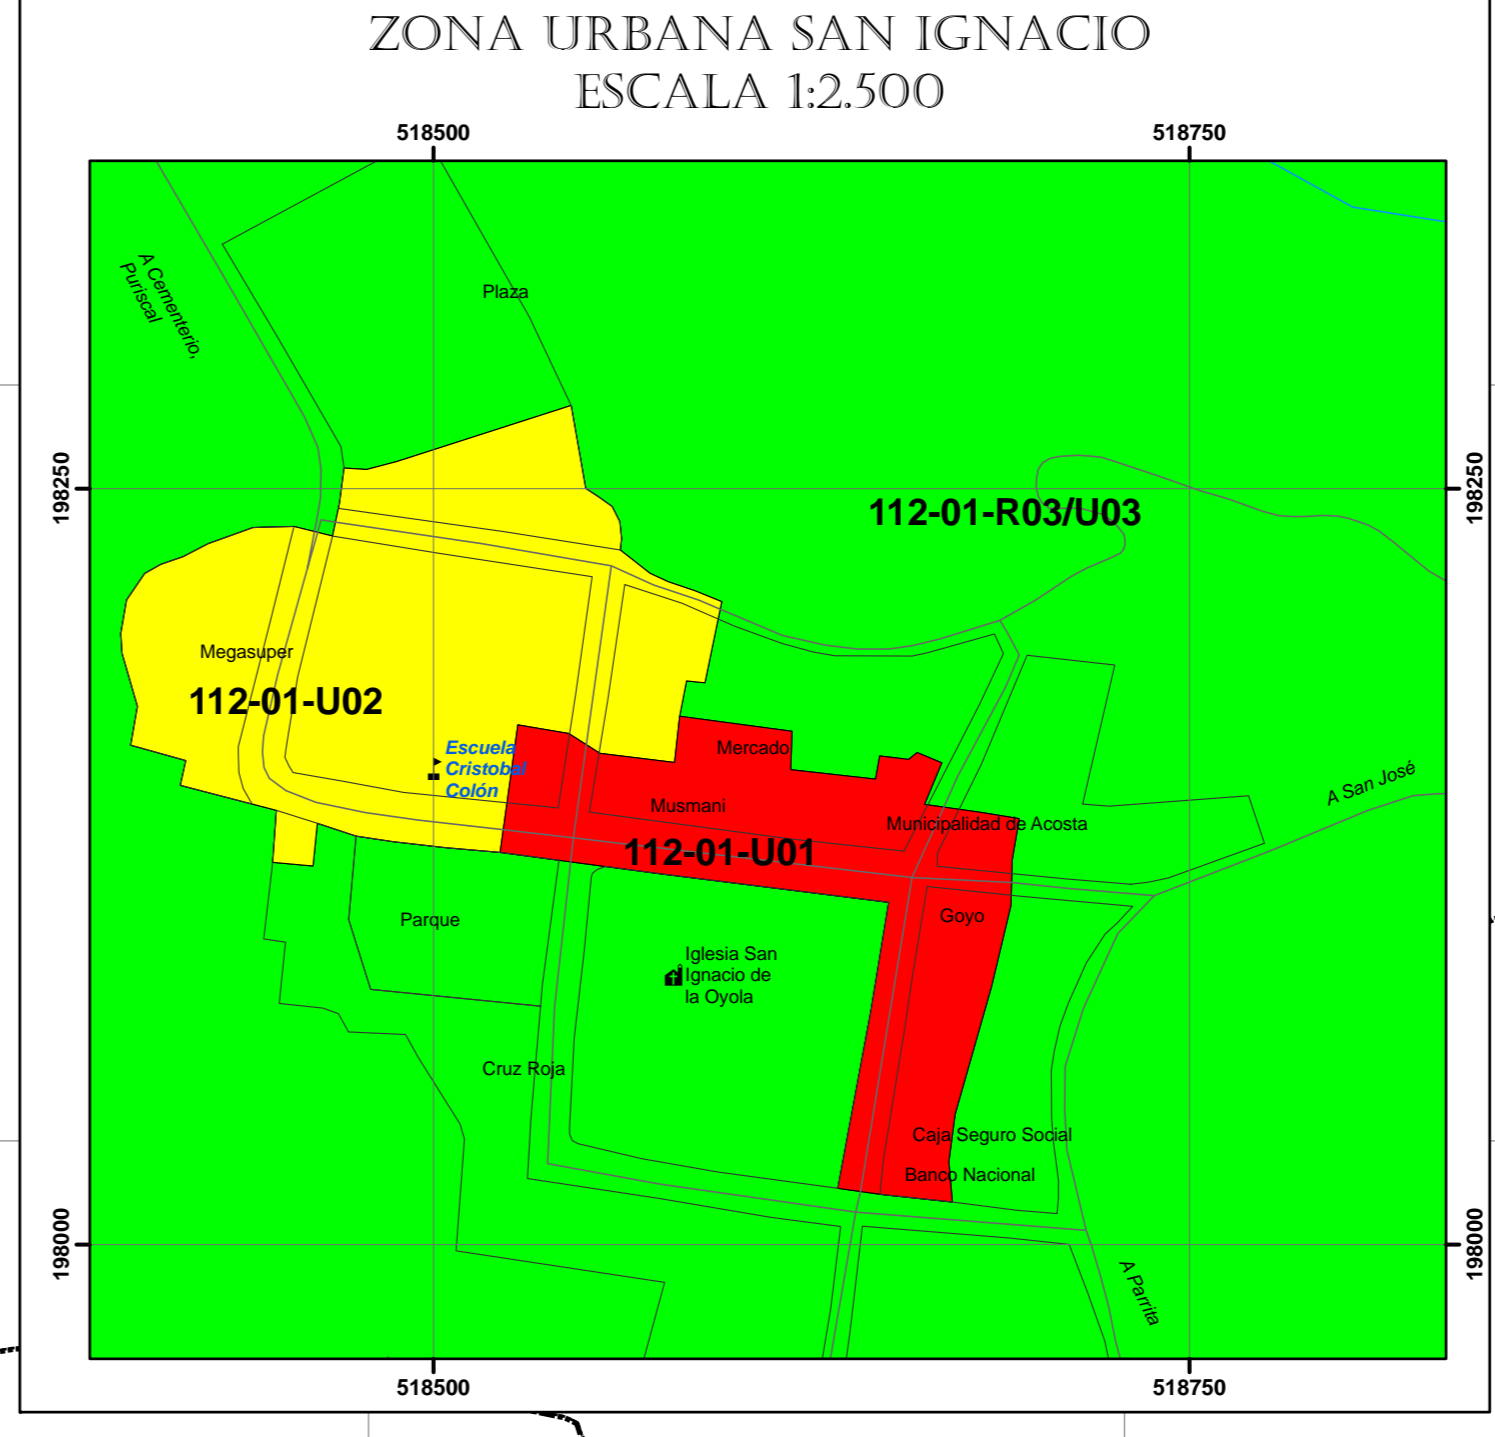 ZONA URBANA SAN IGNACIO
ESCALA 1:2.500
518500
518750
A Cementerio,
Puriscal
Plaza
198250
198250
112-01-R03/U03
Megasuper
112-01-U02
Escuela
Cristobal
Colón
Mercado
Musmani
A San José
Municipalidad de Acosta
112-01-U01
Parque
Goyo
Iglesia San
Ignacio de
la Oyola
Cruz Roja
Caja Seguro Social
Banco Nacional
198000
198000
A Parrita
518500
518750